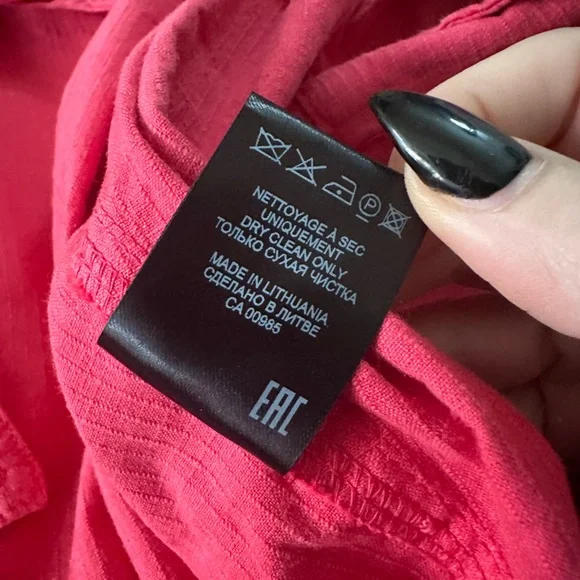 P
NETTOYAGE À SEC
UNIQUEMENT
DRY CLEAN ONLY
ТОЛЬКО СУХАЯ ЧИСТКА
MADE IN LITHUANIA
СДЕЛАНО В ЛИТВЕ
CA 00985
EAC